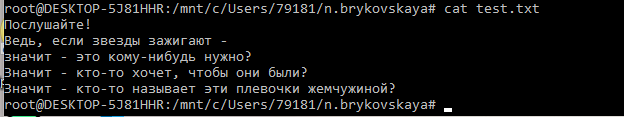 root@DESKTOP-5J81HHR:/mnt/c/Users/79181/n.brykovskaya# cat test.txt
Послушайте!
Ведь, если звезды зажигают -
значит - это кому-нибудь нужно?
Значит - кто-то хочет, чтобы они были?
Значит - кто-то называет эти плевочки жемчужиной?
root@DESKTOP-5J81HHR:/mnt/c/Users/79181/n.brykovskaya#